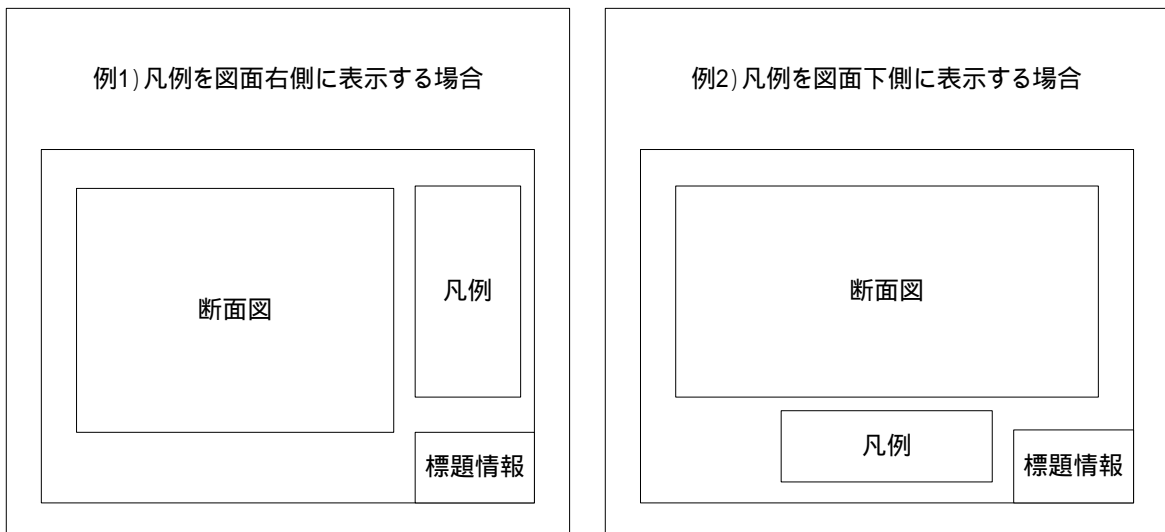 例1) 凡例を図面右側に表示する場合
断面図
凡例
標題情報
例2) 凡例を図面下側に表示する場合
断面図
凡例
標題情報